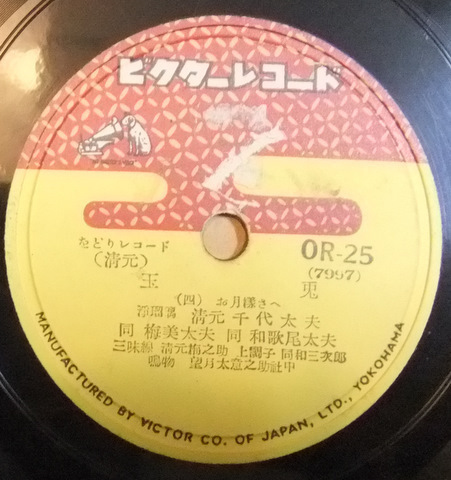 ビクターレコード
をどりレコード
(清元)
OR-25
(7997)
玉 兎
(四) お月様さへ
浄瑠璃 清元 千代太夫
同 梅美太夫 同 和歌尾太夫
三味線 清元梅之助 上調子 同和三次郎
鳴物 望月太意之助社中
MANUFACTURED BY VICTOR CO. OF JAPAN, LTD., YOKOHAMA